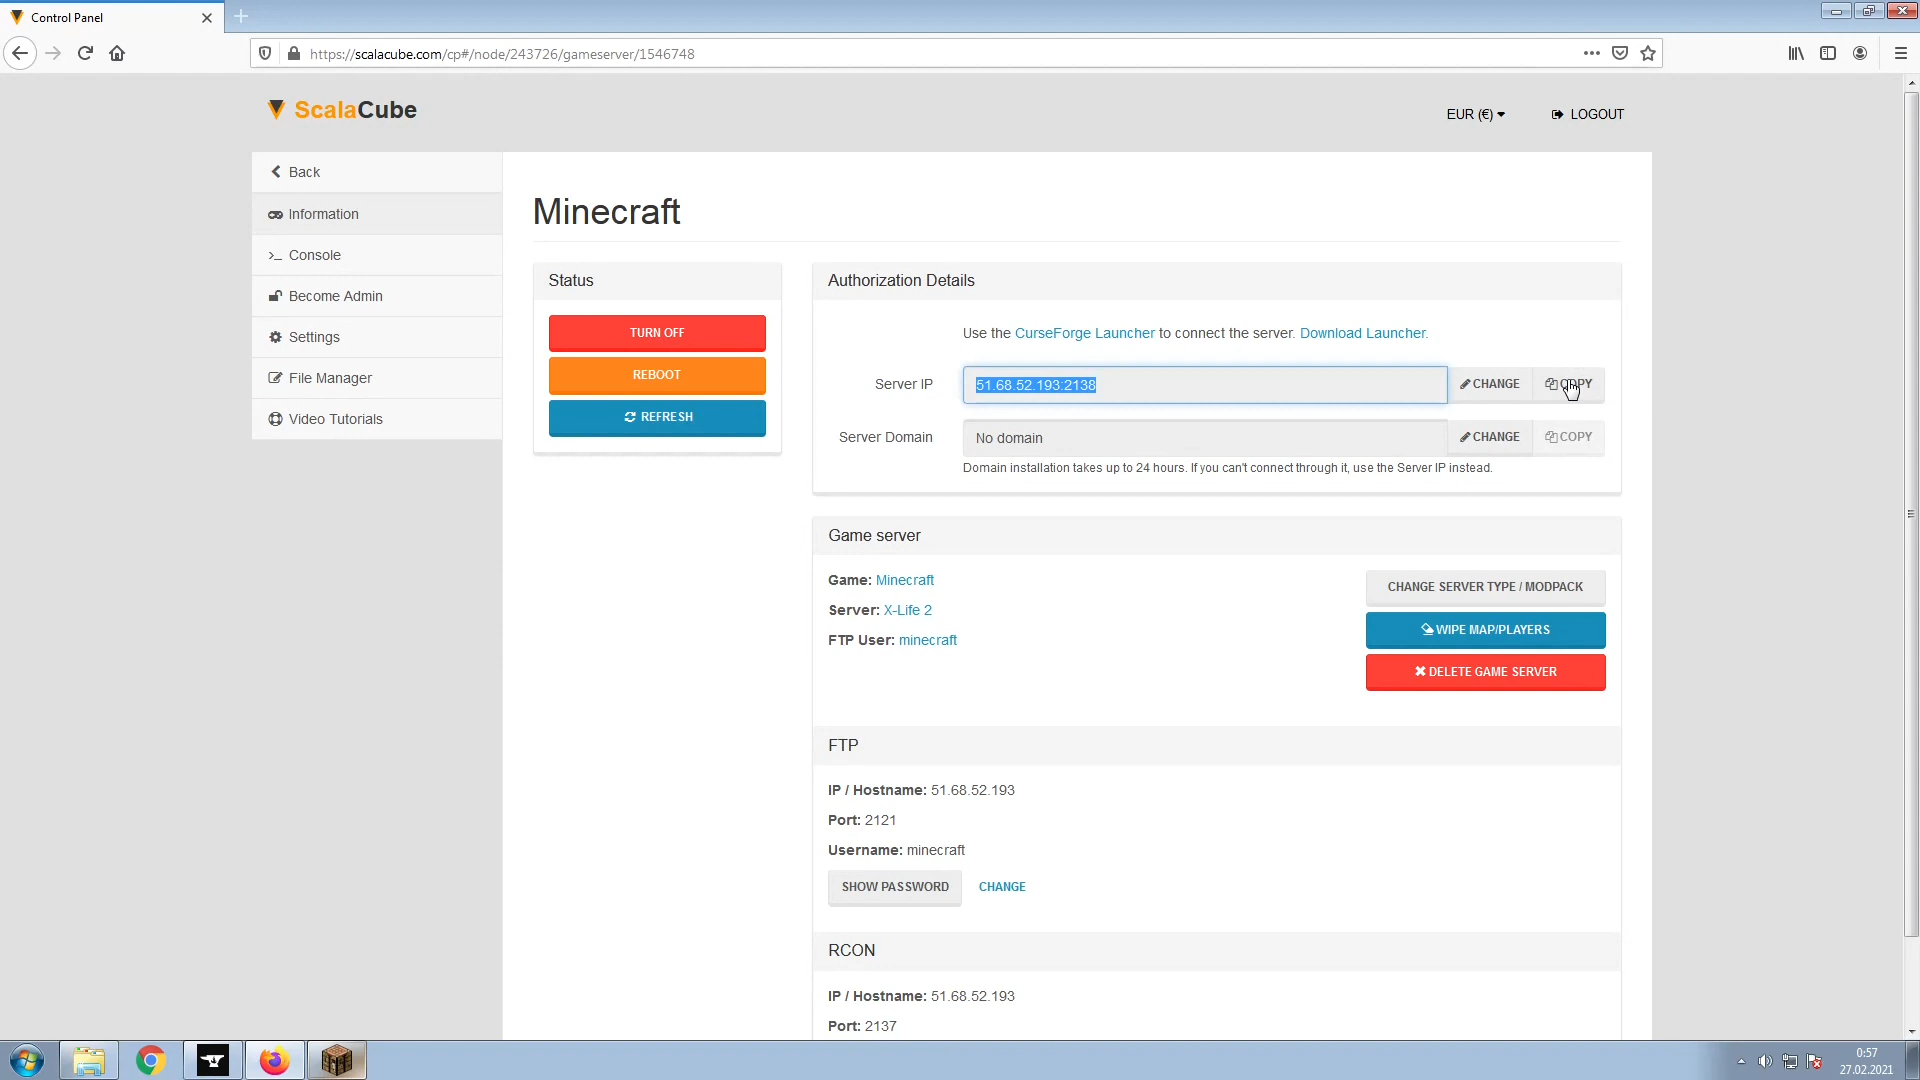 Control Panel
https://scalacube.com/cp#/node/243726/gameserver/1546748
ScalaCube
EUR (€)
LOGOUT
Back
Information
Console
Become Admin
Settings
File Manager
Video Tutorials
Minecraft
Status
TURN OFF
REBOOT
REFRESH
Authorization Details
Use the CurseForge Launcher to connect the server. Download Launcher.
Server IP
51.68.52.193:2138
CHANGE
COPY
Server Domain
No domain
CHANGE
COPY
Domain installation takes up to 24 hours. If you can't connect through it, use the Server IP instead.
Game server
Game: Minecraft
Server: X-Life 2
FTP User: minecraft
CHANGE SERVER TYPE / MODPACK
WIPE MAP/PLAYERS
DELETE GAME SERVER
FTP
IP / Hostname: 51.68.52.193
Port: 2121
Username: minecraft
SHOW PASSWORD
CHANGE
RCON
IP / Hostname: 51.68.52.193
Port: 2137
0:57
27.02.2021